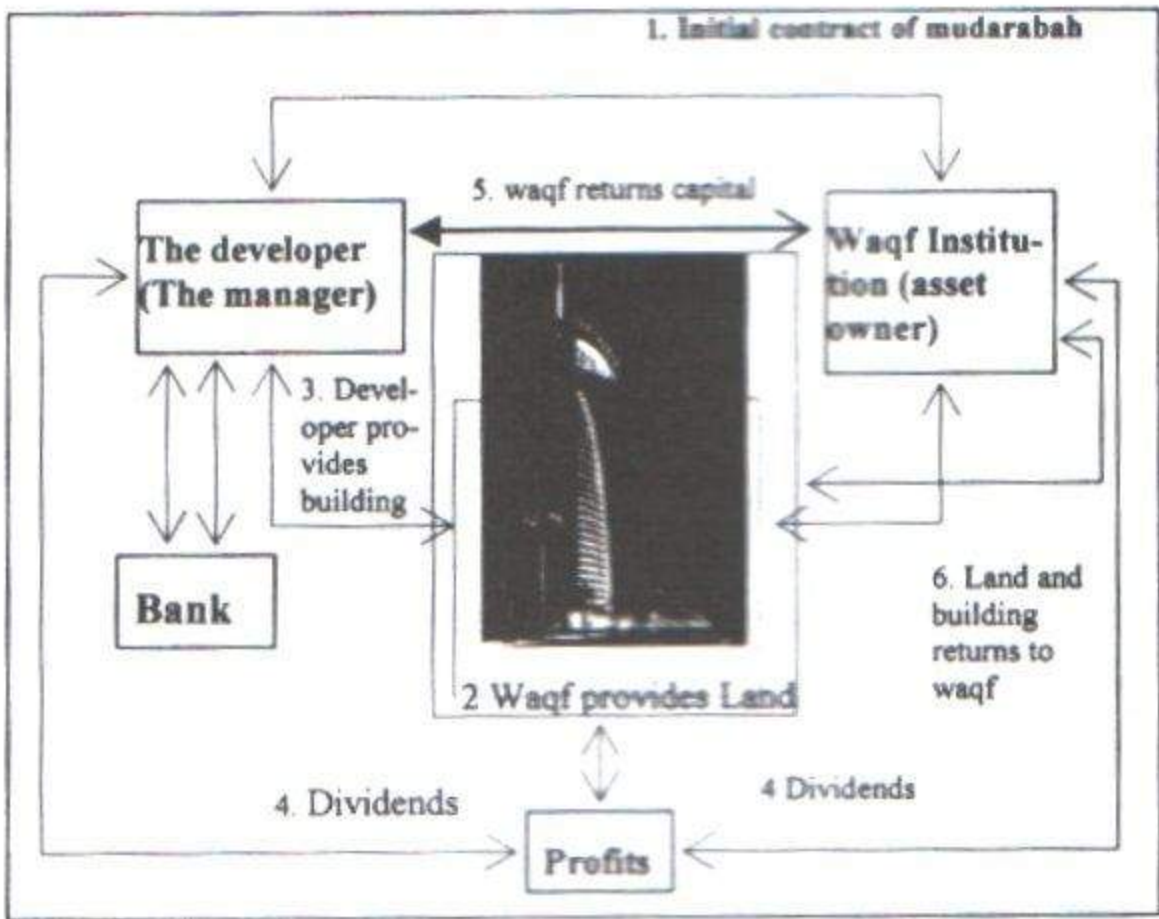 1. Initial contract of mudarabah
5. waqf returns capital
The developer
(The manager)
Waqf Institu-
tion (asset
owner)
3. Devel-
oper pro-
vides
building
Bank
6. Land and
building
returns to
waqf
2 Waqf provides Land
4. Dividends
4 Dividends
Profits